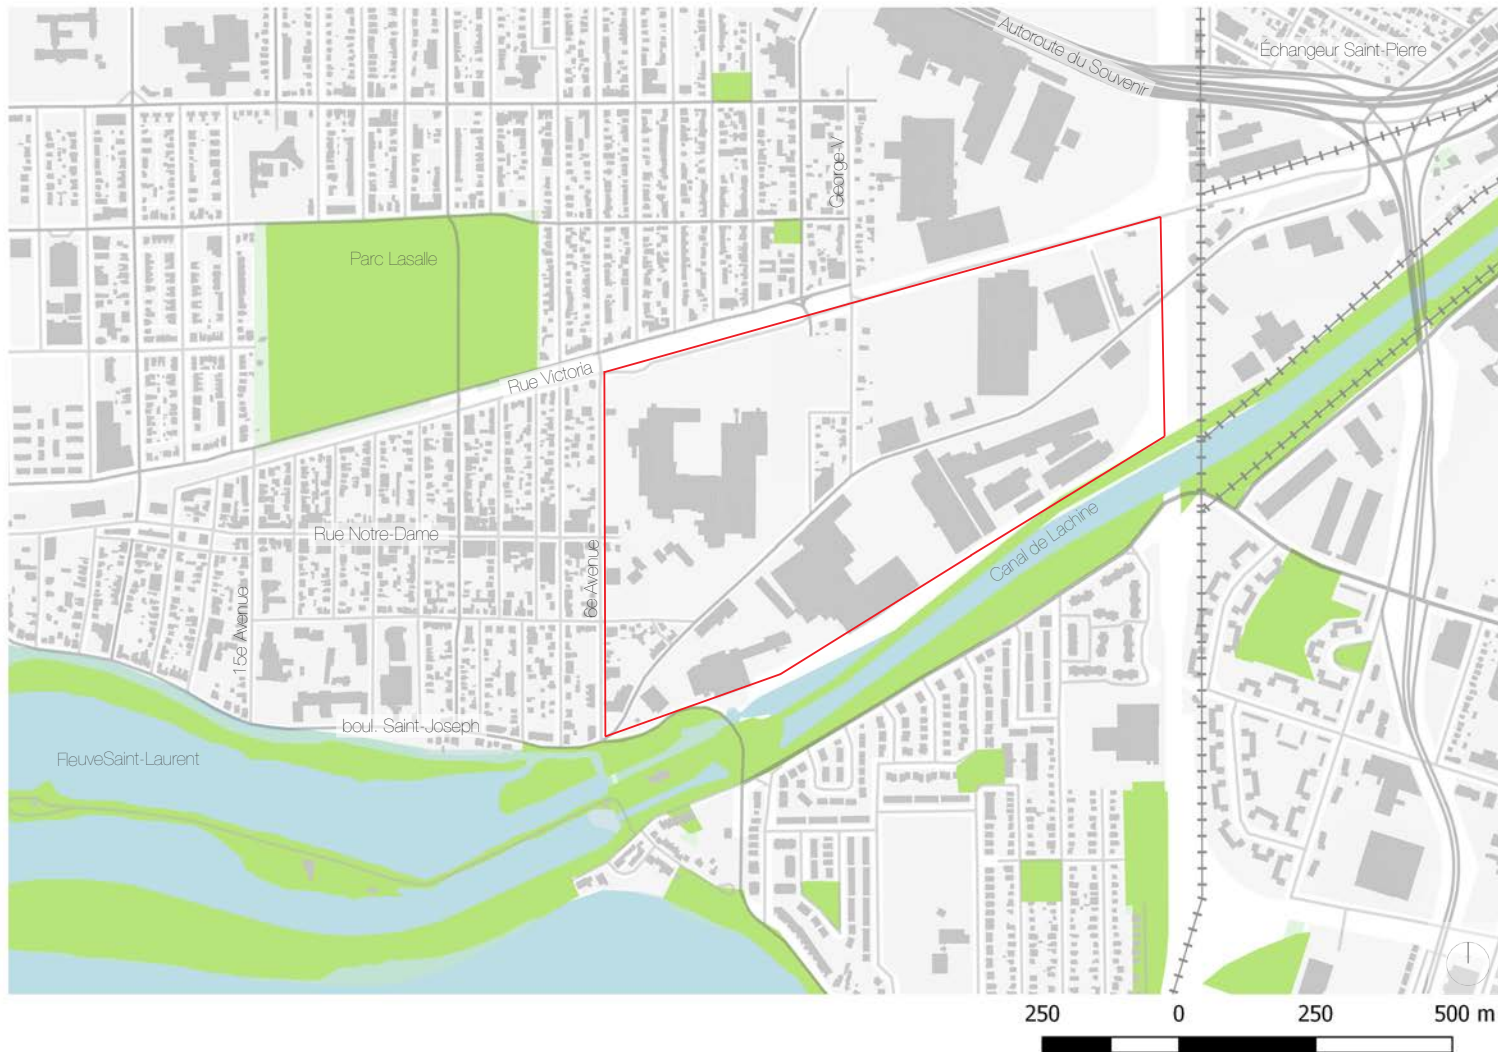 Autoroute du Souvenir
Échangeur Saint-Pierre
George-V
Parc Lasalle
Rue Victoria
Rue Notre-Dame
6e Avenue
Canal de Lachine
15e Avenue
boul. Saint-Joseph
FleuveSaint-Laurent
250 0 250 500 m